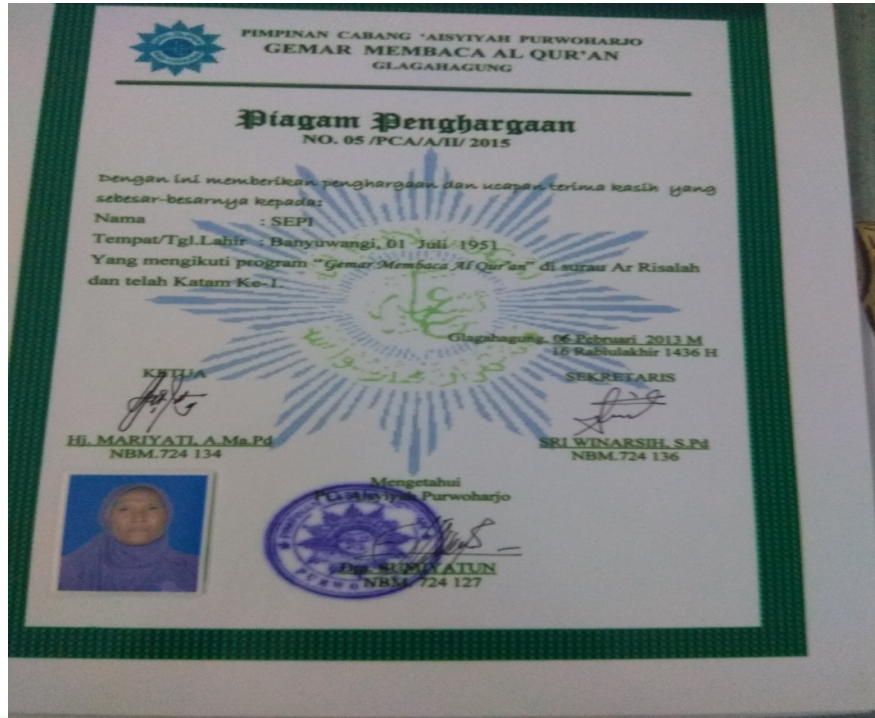 PIMPINAN CABANG 'AISYIYAH PURWOHARJO
GEMAR MEMBACA AL QUR'AN
GLAGAHAGUNG
Piagam Penghargaan
NO. 05 /PCA/A/II/ 2015
Dengan ini memberikan penghargaan dan ucapan terima kasih yang
sebesar-besarnya kepada:
Nama : SEPI
Tempat/Tgl.Lahir : Banyuwangi, 01 Juli 1951
Yang mengikuti program "Gemar Membaca Al Qur'an" di surau Ar Risalah
dan telah Katam Ke-1.
Glagahagung, 06 Pebruari 2013 M
16 Rabiulakhir 1436 H
KETUA
SEKRETARIS
Hj. MARIYATI, A.Ma.Pd
NBM.724 134
SRI WINARSIH, S.Pd
NBM.724 136
Mengetahui
Aisyiyah Purwoharjo
SUMIYATUN
NBM. 724 127